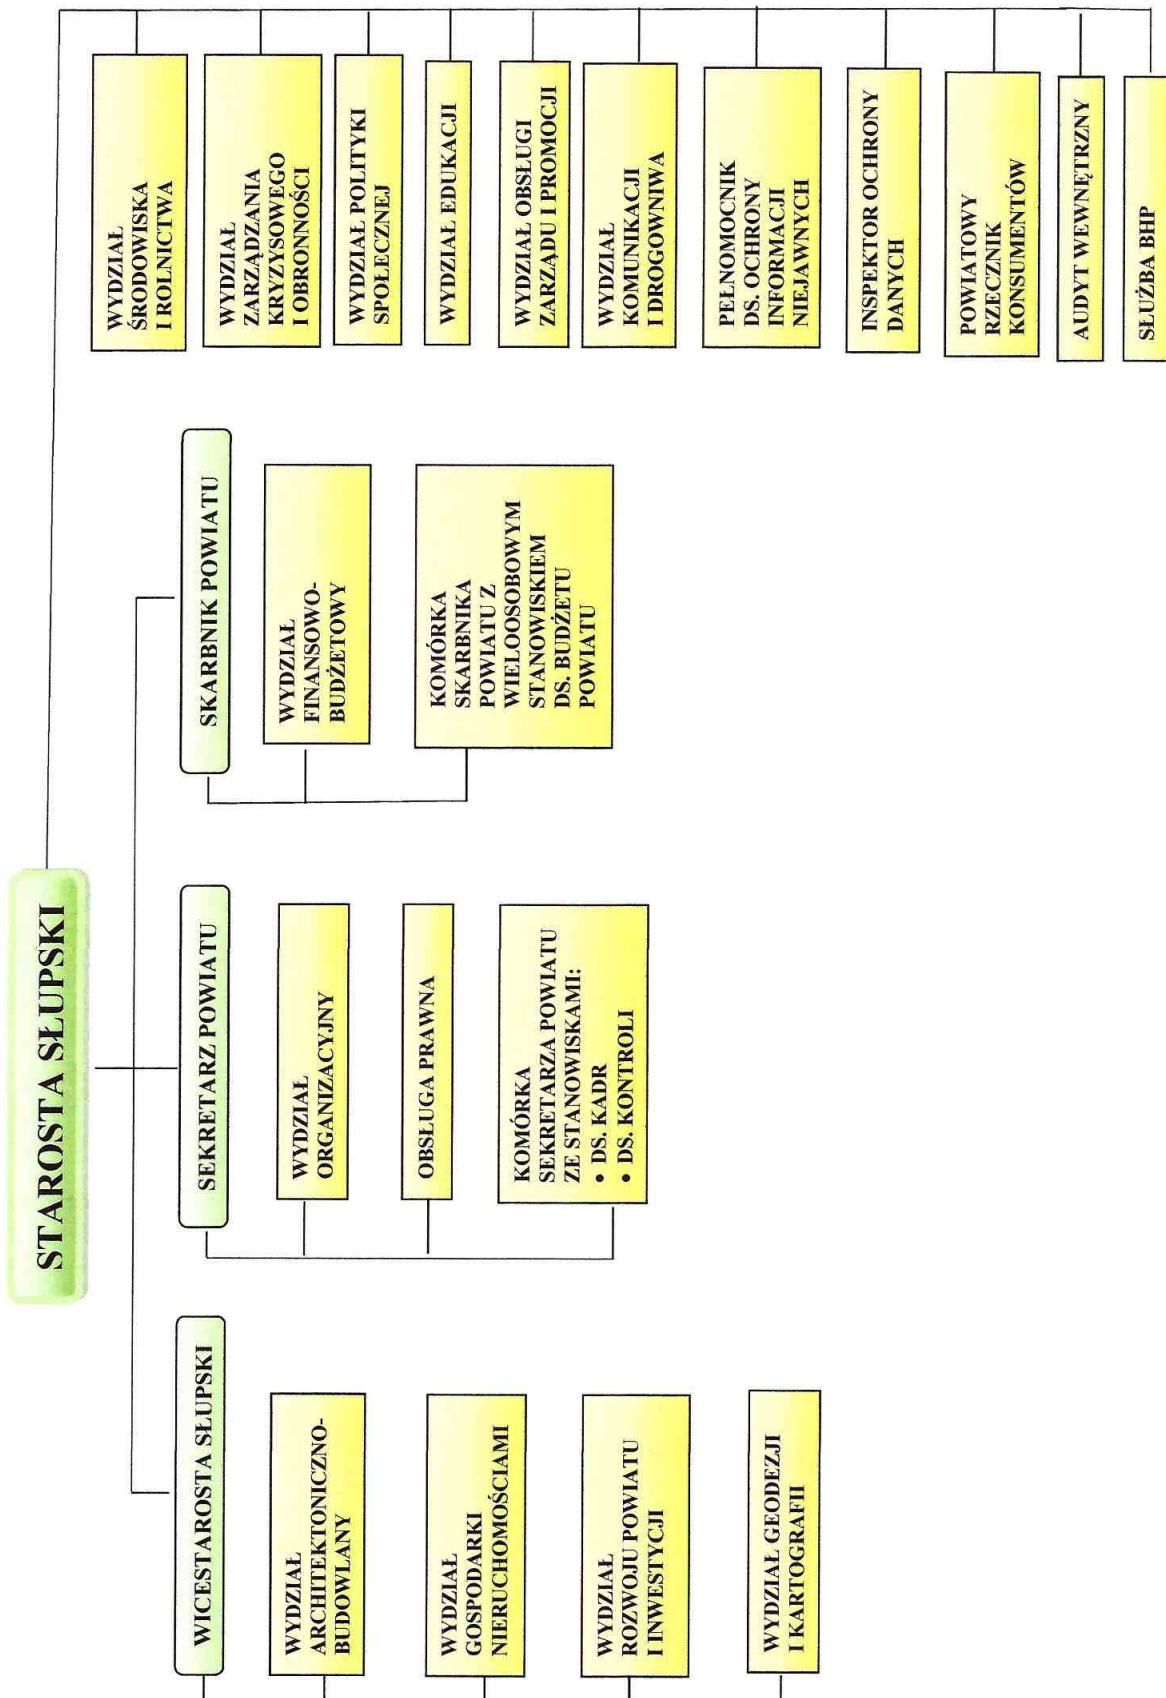 STAROSTA SŁUPSKI
WICESTAROSTA SŁUPSKI
WYDZIAŁ
ARCHITEKTONICZNO-
BUDOWLANY
WYDZIAŁ
GOSPODARKI
NIERUCHOMOŚCIAMI
WYDZIAŁ
ROZWOJU POWIATU
I INWESTYCJI
WYDZIAŁ GEODEZJI
I KARTOGRAFII
SEKRETARZ POWIATU
WYDZIAŁ
ORGANIZACYJNY
OBSŁUGA PRAWNA
KOMÓRKA
SEKRETARZA POWIATU
ZE STANOWISKAMI:
• DS. KADR
• DS. KONTROLI
SKARBNIK POWIATU
WYDZIAŁ
FINANSOWO-
BUDŻETOWY
KOMÓRKA
SKARBNIKA
POWIATU Z
WIELOOSOBOWYM
STANOWISKIEM
DS. BUDŻETU
POWIATU
WYDZIAŁ
ŚRODOWISKA
I ROLNICTWA
WYDZIAŁ
ZARZĄDZANIA
KRYZYSOWEGO
I OBRONNOŚCI
WYDZIAŁ POLITYKI
SPOŁECZNEJ
WYDZIAŁ EDUKACJI
WYDZIAŁ OBSŁUGI
ZARZĄDU I PROMOCJI
WYDZIAŁ
KOMUNIKACJI
I DROGOWNIWA
PEŁNOMOCNIK
DS. OCHRONY
INFORMACJI
NIEJAWNYCH
INSPEKTOR OCHRONY
DANYCH
POWIATOWY
RZECZNIK
KONSUMENTÓW
AUDYT WEWNĘTRZNY
SŁUŻBA BHP